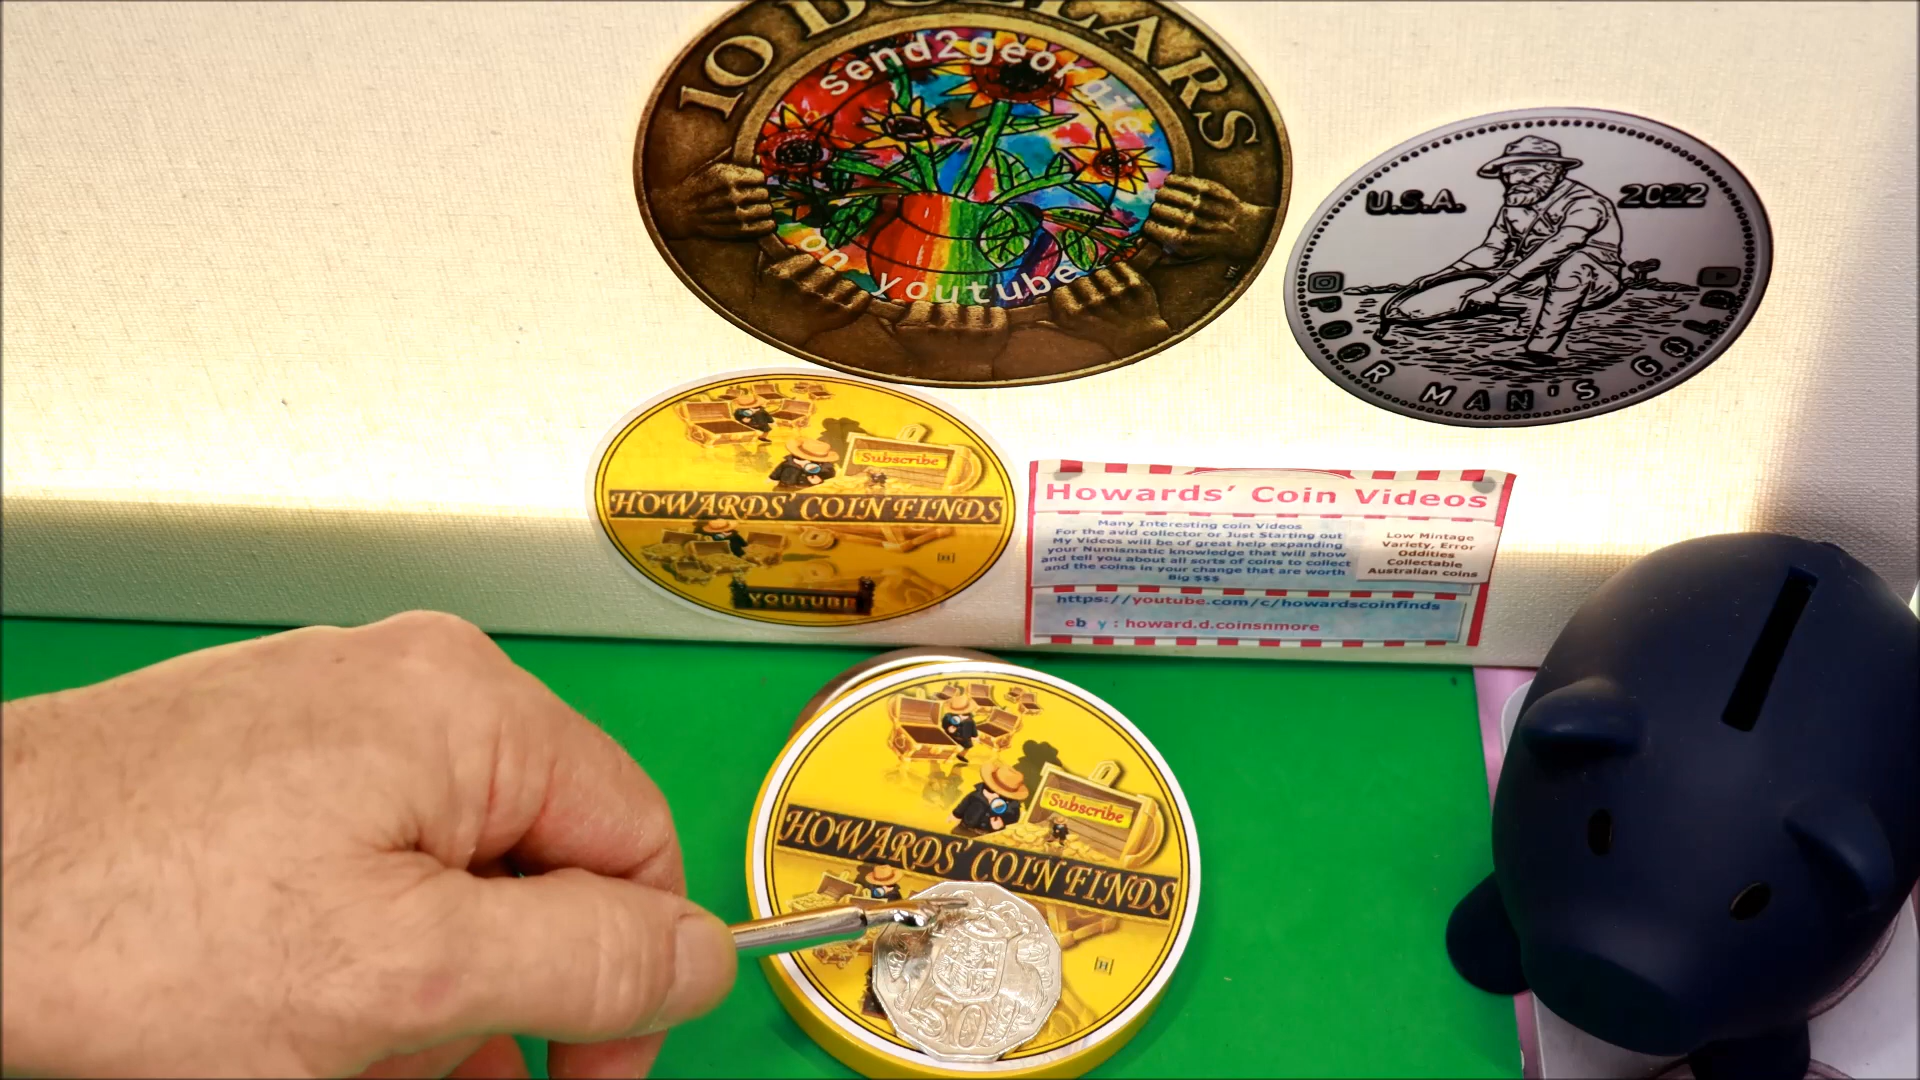 10 DOLLARS
send2georgie
on youtube
U.S.A. 2022
POOR MAN'S GOLD
Subscribe
HOWARDS' COIN FINDS
[H]
YOUTUBE
Howards' Coin Videos
Many Interesting coin Videos
For the avid collector or Just Starting out
My Videos will be of great help expanding
your Numismatic knowledge that will show
and tell you about all sorts of coins to collect
and the coins in your change that are worth
Big $$$
Low Mintage
Variety, Error
Oddities
Collectable
Australian coins
https://youtube.com/c/howardscoinfinds
eb y : howard.d.coinsnmore
Subscribe
HOWARDS' COIN FINDS
[H]
50